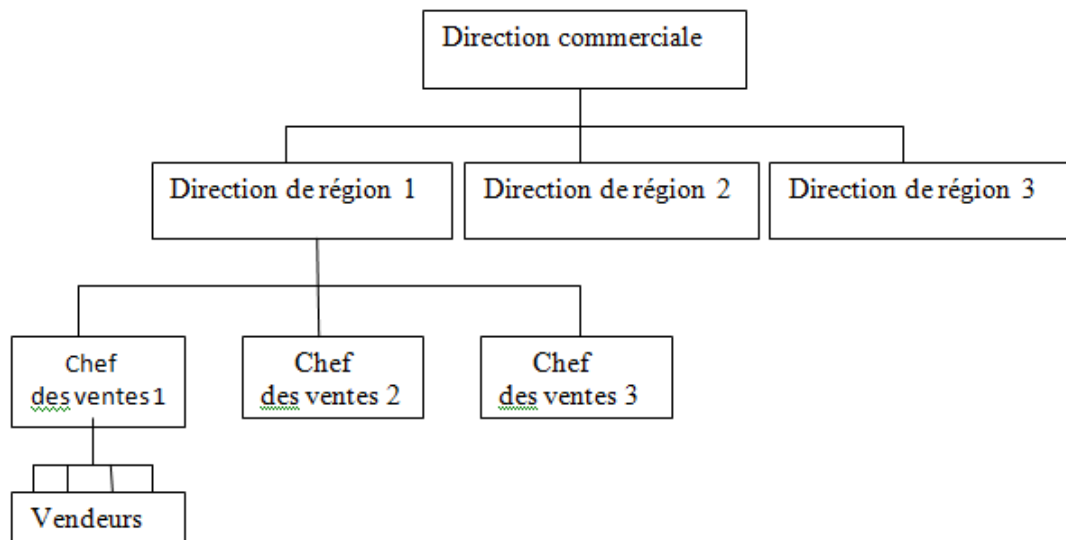 Direction commerciale
Direction de région 1
Direction de région 2
Direction de région 3
Chef
des ventes 1
Chef
des ventes 2
Chef
des ventes 3
Vendeurs